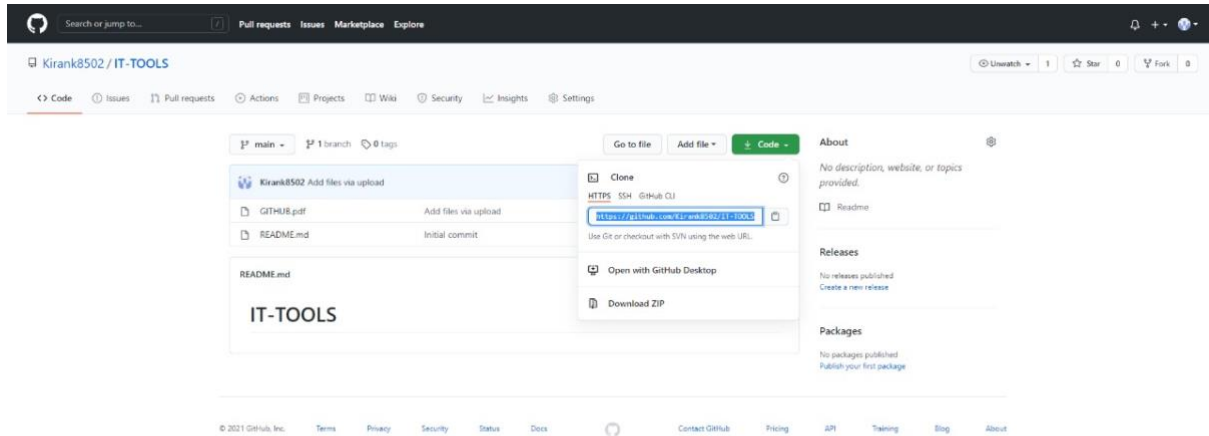 Search or jump to... /
Pull requests Issues Marketplace Explore
Kirank8502 / IT-TOOLS
Unwatch 1 Star 0 Fork 0
Code Issues Pull requests Actions Projects Wiki Security Insights Settings
main 1 branch 0 tags
Go to file Add file Code
Kirank8502 Add files via upload
GITHUB.pdf Add files via upload
README.md Initial commit
README.md
IT-TOOLS
Clone
HTTPS SSH GitHub CLI
https://github.com/Kirank8502/IT-TOOLS
Use Git or checkout with SVN using the web URL.
Open with GitHub Desktop
Download ZIP
About
No description, website, or topics
provided.
Readme
Releases
No releases published
Create a new release
Packages
No packages published
Publish your first package
© 2021 GitHub, Inc. Terms Privacy Security Status Docs Contact GitHub Pricing API Training Blog About